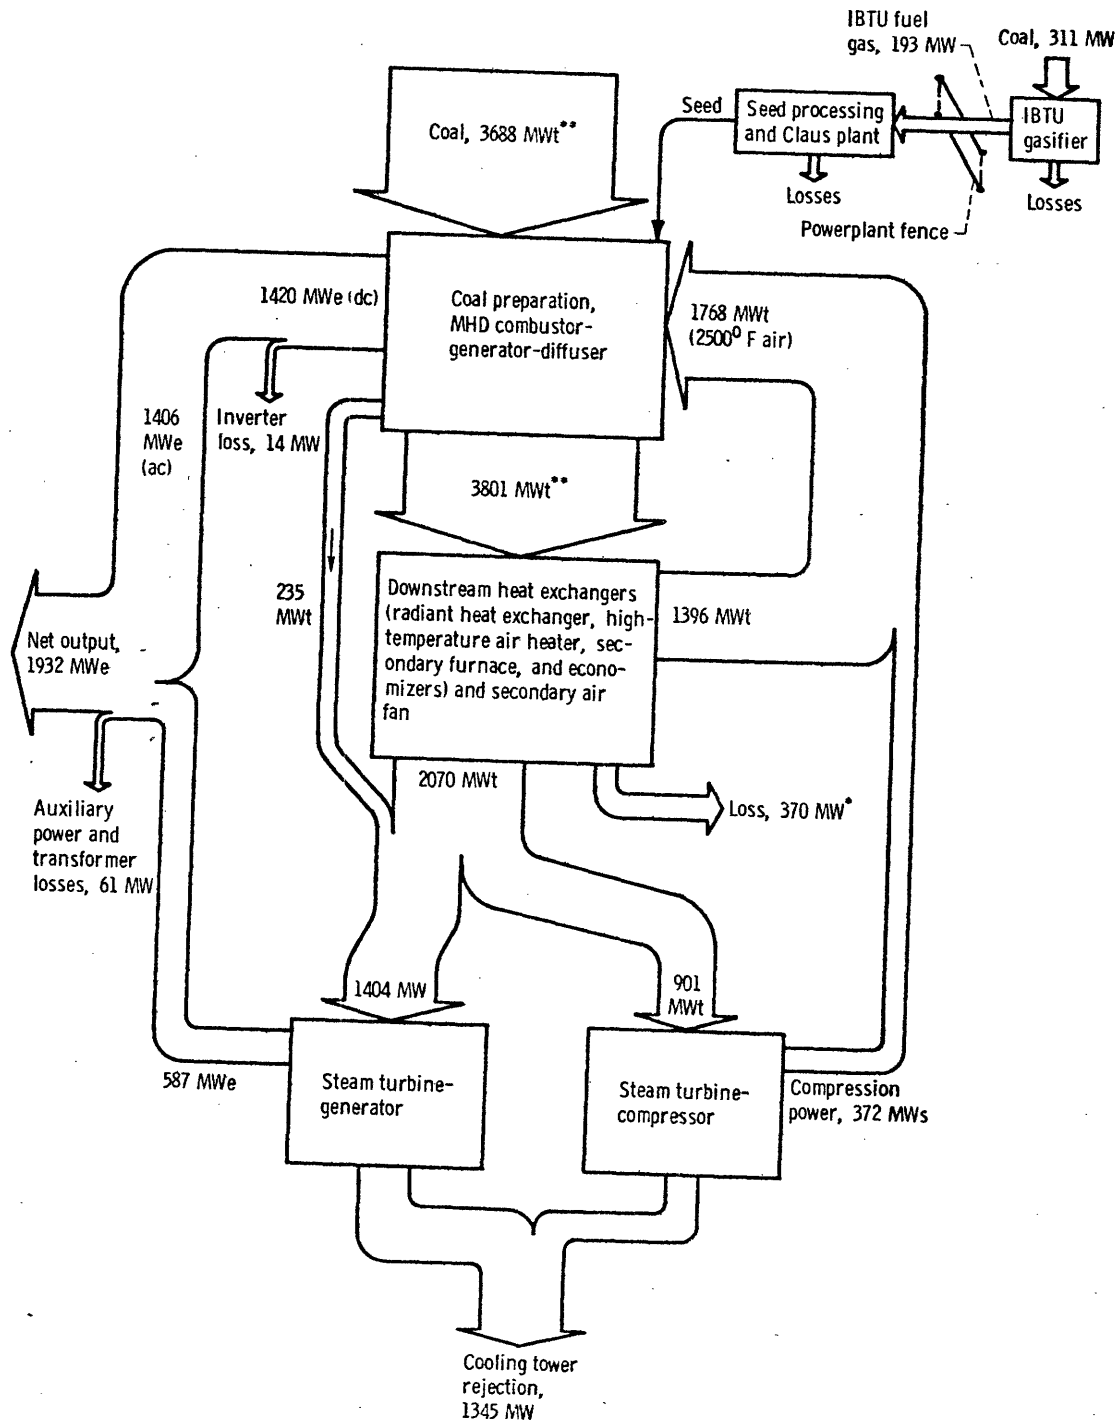 IBTU fuel
gas, 193 MW
Coal, 311 MW
Coal, 3688 MWt**
Seed
Seed processing
and Claus plant
IBTU
gasifier
Losses
Losses
Powerplant fence
1420 MWe (dc)
Coal preparation,
MHD combustor-
generator-diffuser
1768 MWt
(2500⁰ F air)
1406
MWe
(ac)
Inverter
loss, 14 MW
3801 MWt**
235
MWt
Downstream heat exchangers
(radiant heat exchanger, high-
temperature air heater, sec-
ondary furnace, and econo-
mizers) and secondary air
fan
1396 MWt
Net output,
1932 MWe
2070 MWt
Loss, 370 MW*
Auxiliary
power and
transformer
losses, 61 MW
1404 MW
901
MWt
587 MWe
Steam turbine-
generator
Steam turbine-
compressor
Compression
power, 372 MWs
Cooling tower
rejection,
1345 MW